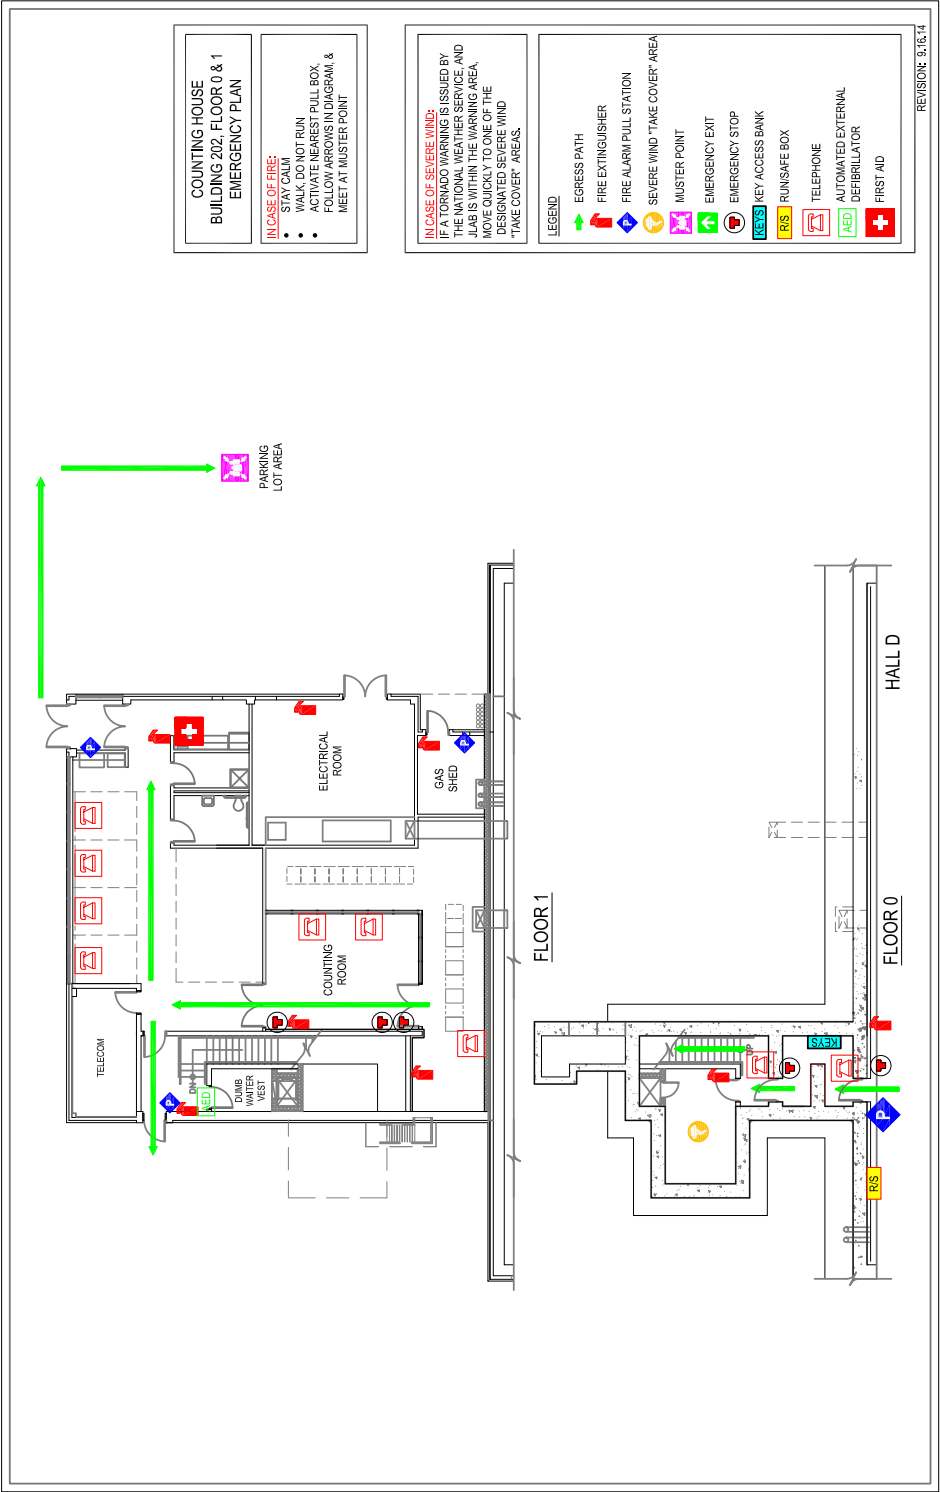 COUNTING HOUSE
BUILDING 202, FLOOR 0 & 1
EMERGENCY PLAN
IN CASE OF FIRE:
• STAY CALM
• WALK, DO NOT RUN
• ACTIVATE NEAREST PULL BOX,
FOLLOW ARROWS IN DIAGRAM, &
MEET AT MUSTER POINT
IN CASE OF SEVERE WIND:
IF A TORNADO WARNING IS ISSUED BY
THE NATIONAL WEATHER SERVICE, AND
JLAB IS WITHIN THE WARNING AREA,
MOVE QUICKLY TO ONE OF THE
DESIGNATED SEVERE WIND
"TAKE COVER" AREAS.
LEGEND
EGRESS PATH
FIRE EXTINGUISHER
P FIRE ALARM PULL STATION
SEVERE WIND "TAKE COVER" AREA
MUSTER POINT
EMERGENCY EXIT
EMERGENCY STOP
KEYS KEY ACCESS BANK
R/S RUN/SAFE BOX
TELEPHONE
AED AUTOMATED EXTERNAL
DEFIBRILLATOR
FIRST AID
REVISION: 9.16.14
PARKING
LOT AREA
P
TELECOM
P
AED
DN
DUMB
WAITER
VEST
COUNTING
ROOM
ELECTRICAL
ROOM
GAS
SHED
P
FLOOR 1
UP
KEYS
P
R/S
FLOOR 0
HALL D